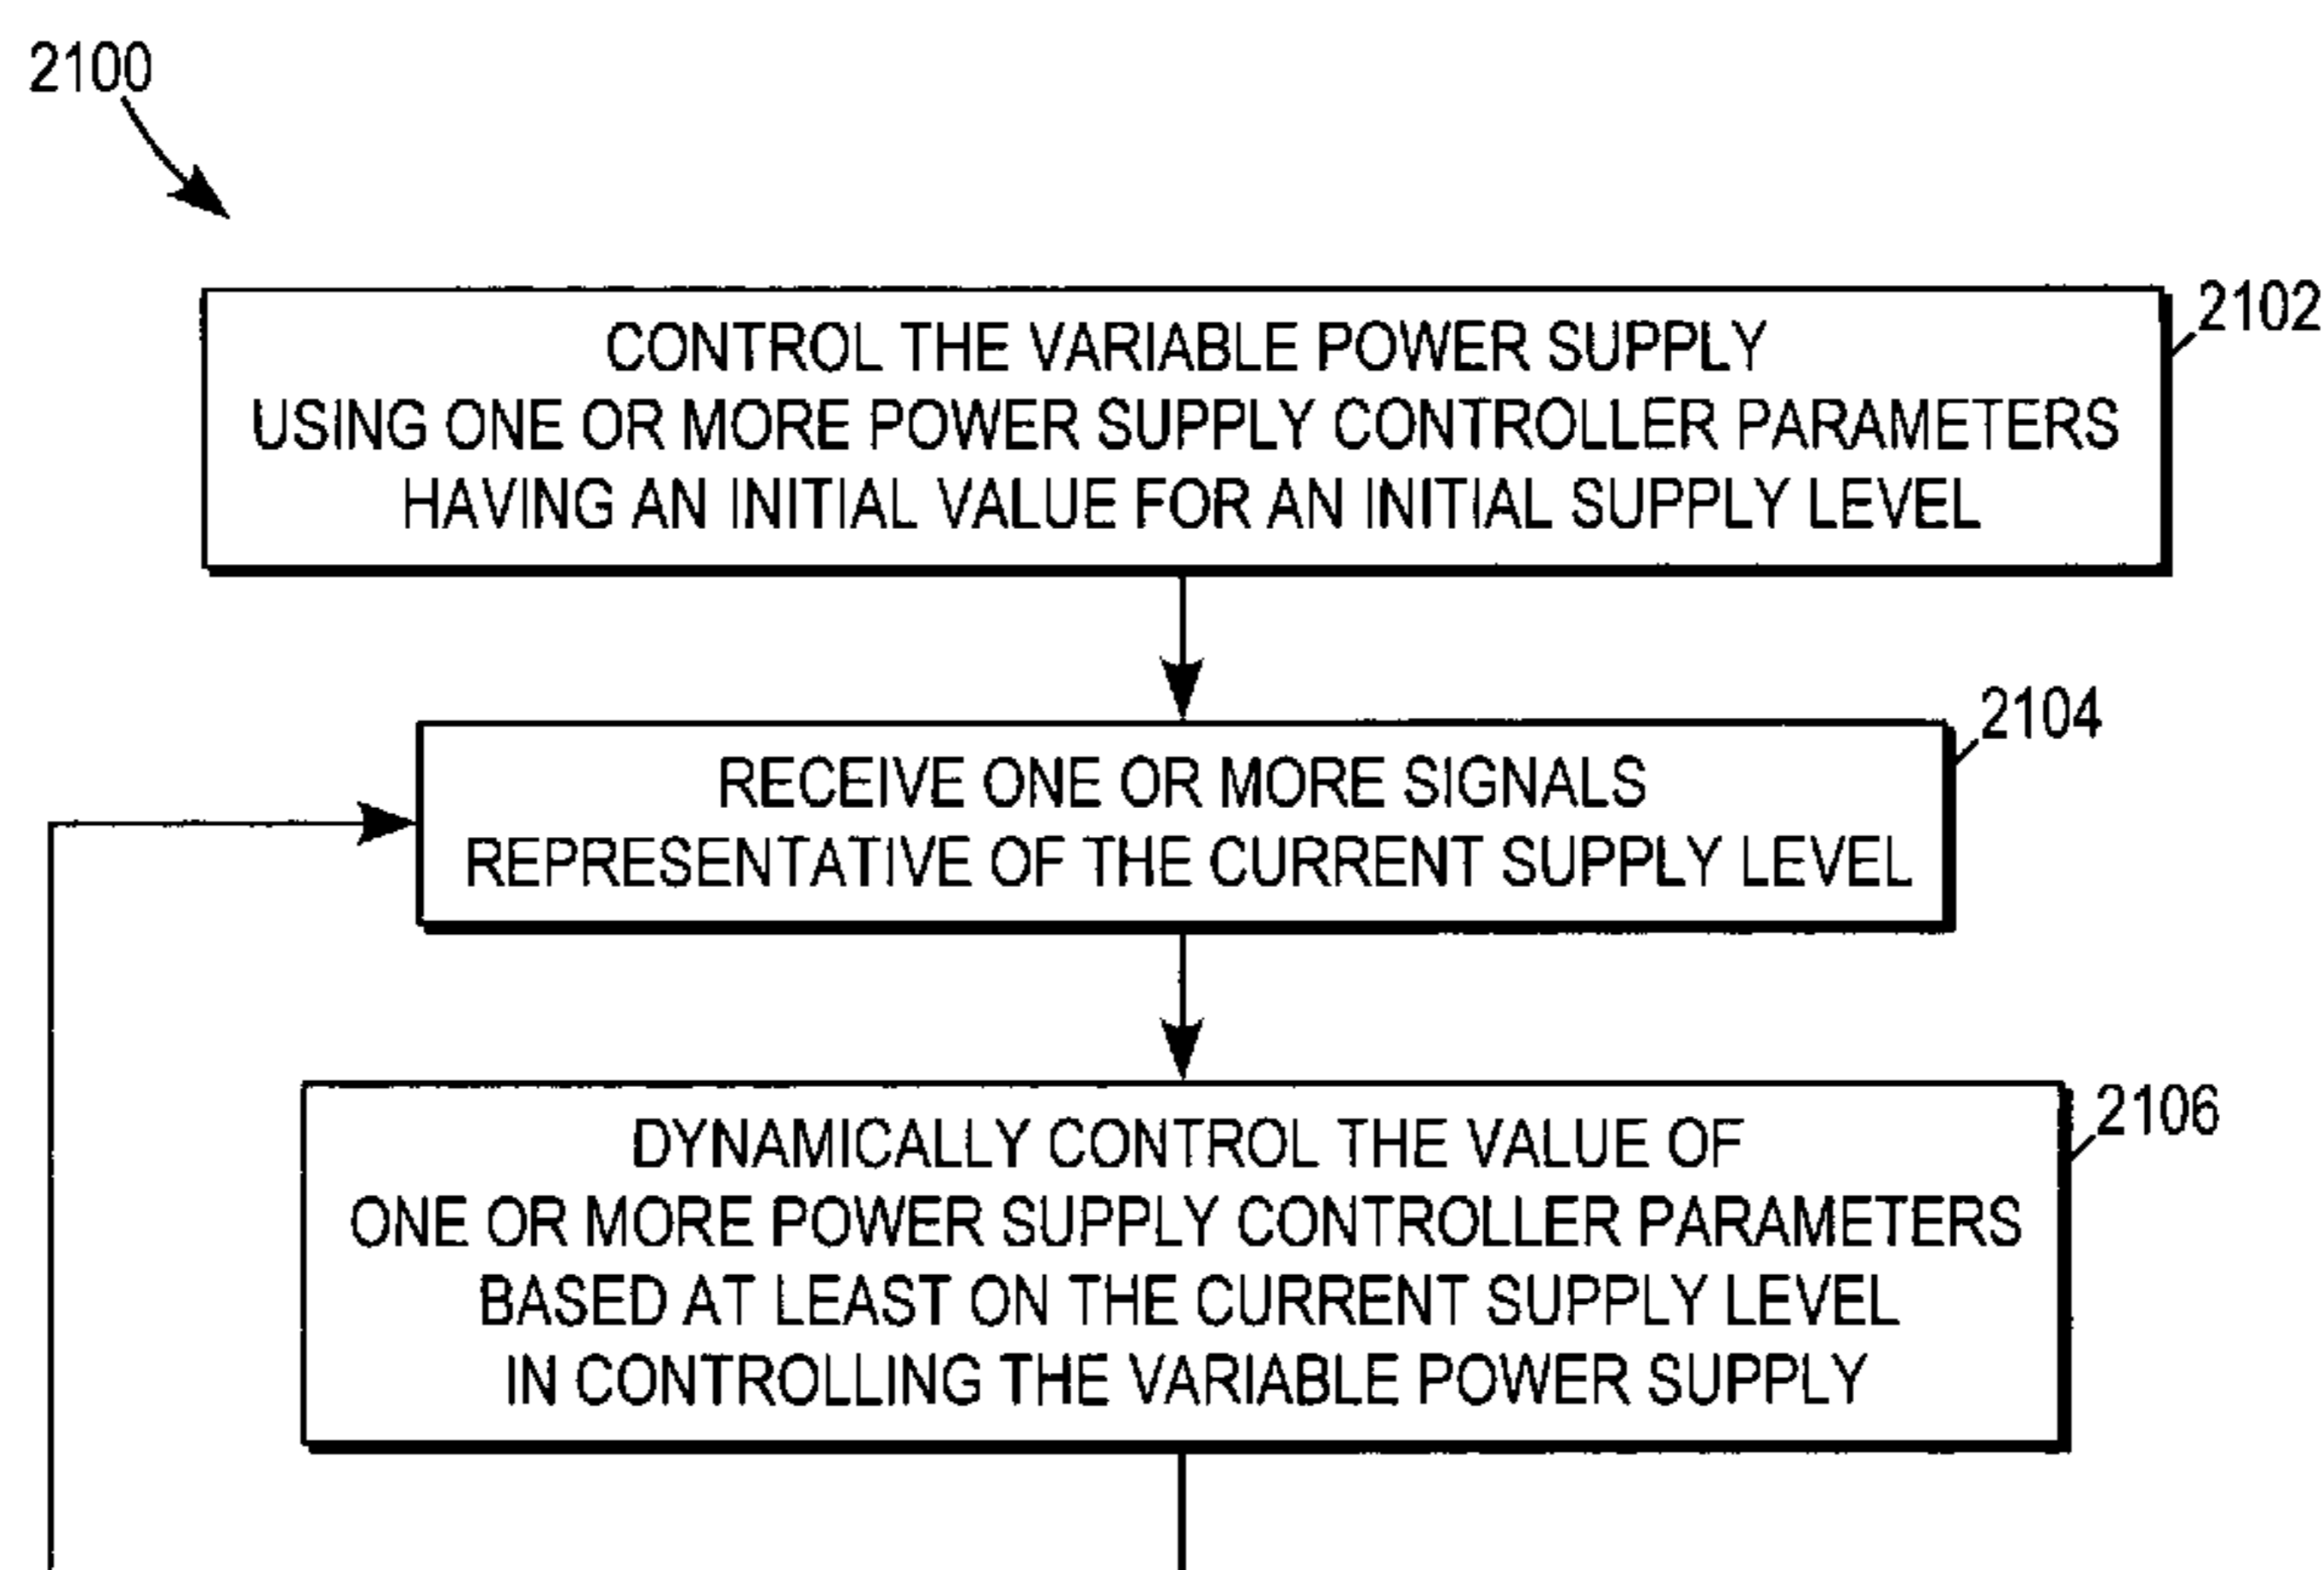 2100
2102
CONTROL THE VARIABLE POWER SUPPLY
USING ONE OR MORE POWER SUPPLY CONTROLLER PARAMETERS
HAVING AN INITIAL VALUE FOR AN INITIAL SUPPLY LEVEL
2104
RECEIVE ONE OR MORE SIGNALS
REPRESENTATIVE OF THE CURRENT SUPPLY LEVEL
2106
DYNAMICALLY CONTROL THE VALUE OF
ONE OR MORE POWER SUPPLY CONTROLLER PARAMETERS
BASED AT LEAST ON THE CURRENT SUPPLY LEVEL
IN CONTROLLING THE VARIABLE POWER SUPPLY